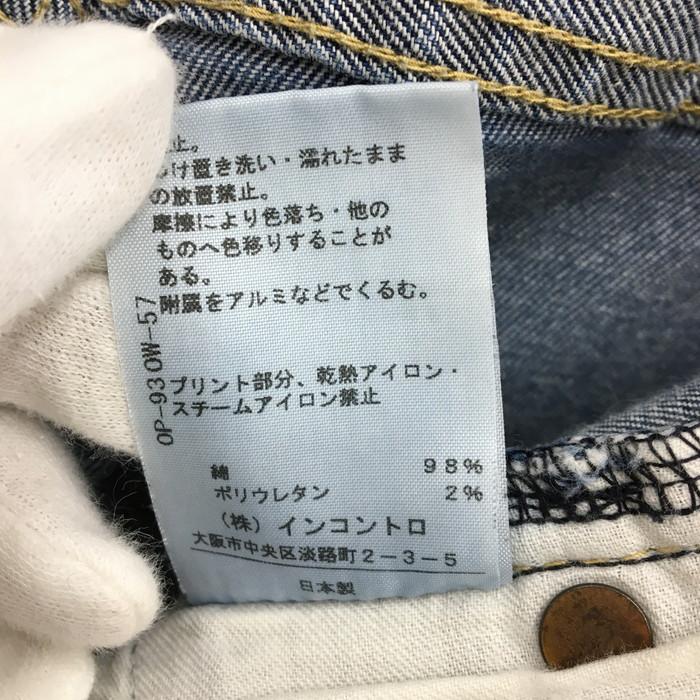 止。
け置き洗い・濡れたまま
の放置禁止。
摩擦により色落ち・他の
ものへ色移りすることが
ある。
附属をアルミなどでくるむ。
OP-930W-57
プリント部分、乾熱アイロン・
スチームアイロン禁止
綿 98%
ポリウレタン 2%
(株)インコントロ
大阪市中央区淡路町2-3-5
日本製